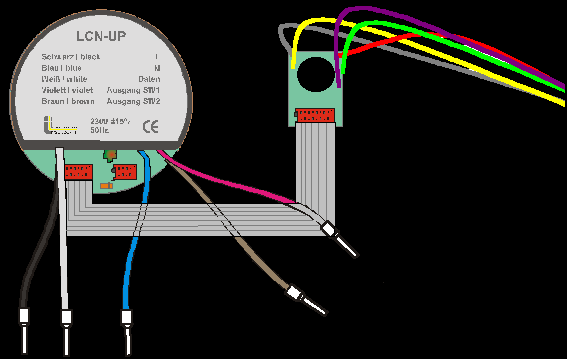 LCN-UP
Schwarz | black L
Blau | blue N
Weiß | white Daten
Violett | violet Ausgang SW1
Braun | brown Ausgang SW2
230V ±15%
50Hz
CE